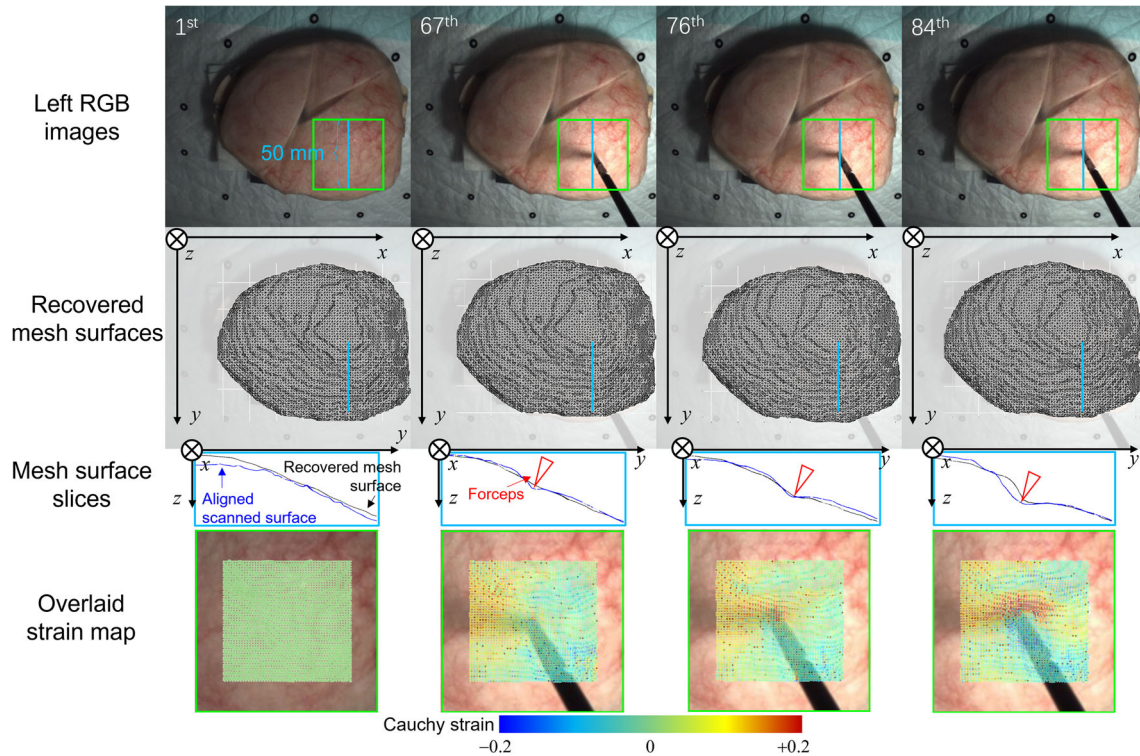 Left RGB
images
1st
67th
76th
84th
50 mm
Recovered
mesh surfaces
z
x
y
z
x
y
z
x
y
z
x
y
Mesh surface
slices
y
x
z
Recovered mesh
surface
Aligned
scanned surface
y
x
z
Forceps
y
x
z
y
x
z
Overlaid
strain map
Cauchy strain
−0.2
0
+0.2